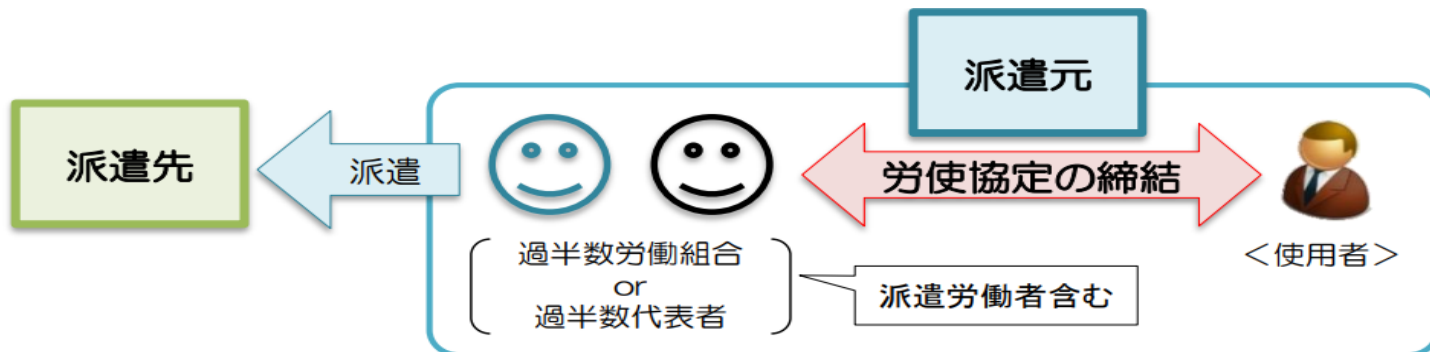 派遣元
派遣先
派遣
労使協定の締結
過半数労働組合
or
過半数代表者
派遣労働者含む
＜使用者＞